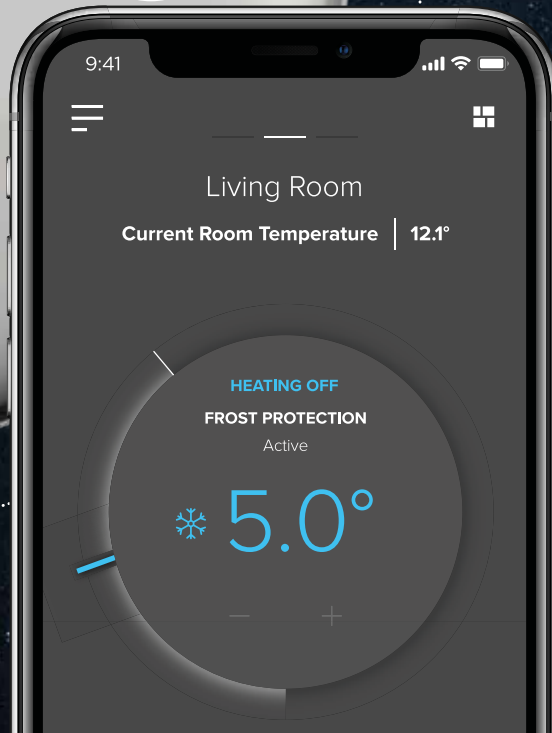 9:41
Living Room
Current Room Temperature | 12.1°
HEATING OFF
FROST PROTECTION
Active
5.0°
− +